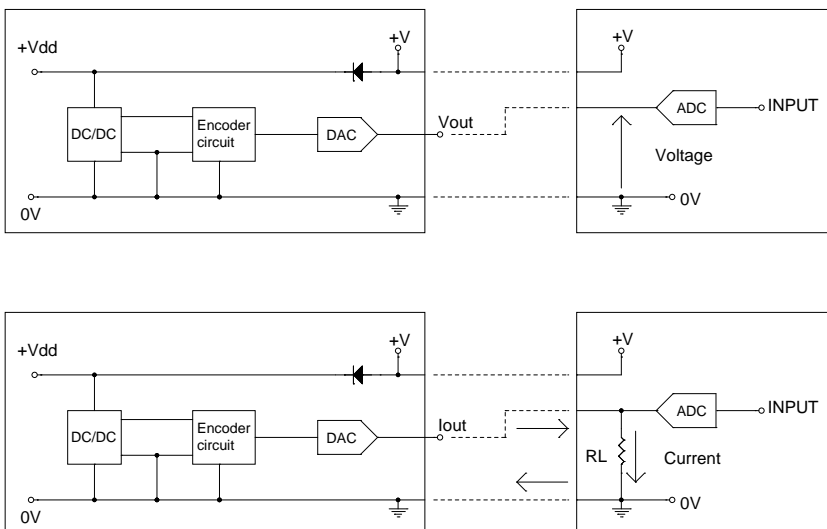 +V
+V
+Vdd
DC/DC
Encoder
circuit
DAC
Vout
ADC
INPUT
Voltage
0V
0V
+V
+V
+Vdd
DC/DC
Encoder
circuit
DAC
Iout
ADC
INPUT
RL
Current
0V
0V